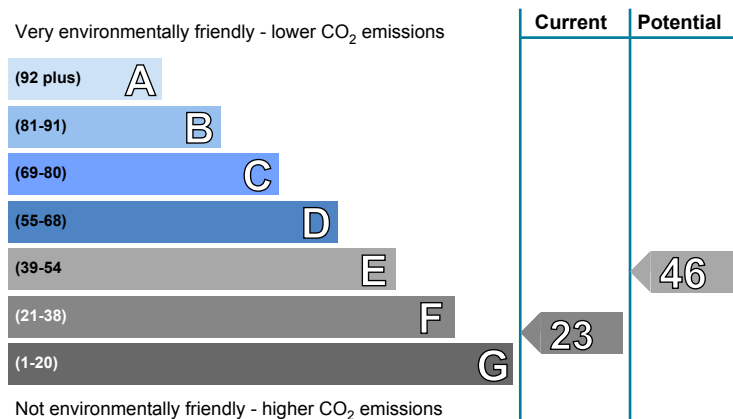 Current Potential
Very environmentally friendly - lower CO₂ emissions
(92 plus) A
(81-91) B
(69-80) C
(55-68) D
(39-54 E
46
(21-38) F
23
(1-20) G
Not environmentally friendly - higher CO₂ emissions